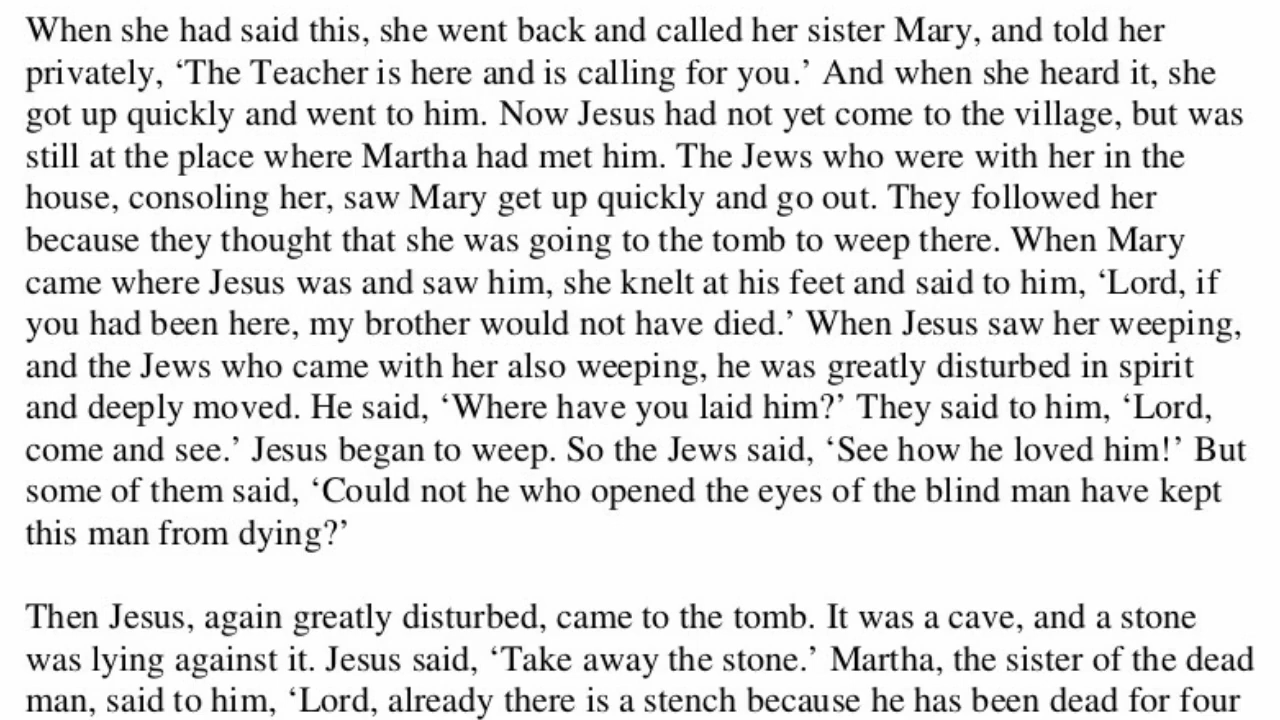 When she had said this, she went back and called her sister Mary, and told her
privately, ‘The Teacher is here and is calling for you.’ And when she heard it, she
got up quickly and went to him. Now Jesus had not yet come to the village, but was
still at the place where Martha had met him. The Jews who were with her in the
house, consoling her, saw Mary get up quickly and go out. They followed her
because they thought that she was going to the tomb to weep there. When Mary
came where Jesus was and saw him, she knelt at his feet and said to him, ‘Lord, if
you had been here, my brother would not have died.’ When Jesus saw her weeping,
and the Jews who came with her also weeping, he was greatly disturbed in spirit
and deeply moved. He said, ‘Where have you laid him?’ They said to him, ‘Lord,
come and see.’ Jesus began to weep. So the Jews said, ‘See how he loved him!’ But
some of them said, ‘Could not he who opened the eyes of the blind man have kept
this man from dying?’
Then Jesus, again greatly disturbed, came to the tomb. It was a cave, and a stone
was lying against it. Jesus said, ‘Take away the stone.’ Martha, the sister of the dead
man, said to him, ‘Lord, already there is a stench because he has been dead for four